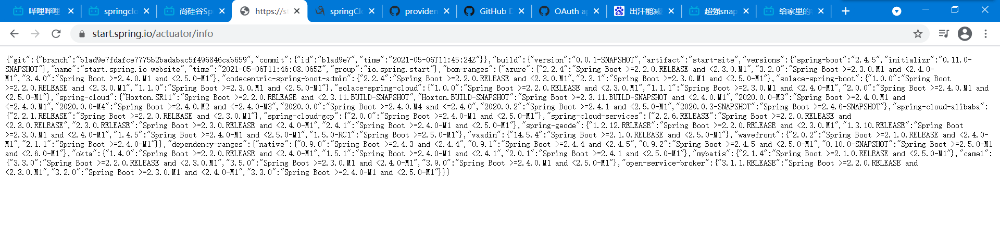 哔哩哔哩
springclo
尚硅谷Sp
https://st
springClo
providen
GitHub D
OAuth ap
出汗能减
超强snap
给家里的
start.spring.io/actuator/info
{"git":{"branch":"b1ad9e7fdafce7775b2badabac5f496846cab659","commit":{"id":"b1ad9e7","time":"2021-05-06T11:45:24Z"}},"build":{"version":"0.0.1-SNAPSHOT","artifact":"start-site","versions":{"spring-boot":"2.4.5","initializr":"0.11.0-
SNAPSHOT"},"name":"start.spring.io website","time":"2021-05-06T11:46:08.065Z","group":"io.spring.start"},"bom-ranges":{"azure":{"2.2.4":"Spring Boot >=2.2.0.RELEASE and <2.3.0.M1","3.2.0":"Spring Boot >=2.3.0.M1 and <2.4.0-
M1","3.4.0":"Spring Boot >=2.4.0.M1 and <2.5.0-M1"},"codecentric-spring-boot-admin":{"2.2.4":"Spring Boot >=2.2.0.RELEASE and <2.3.0.M1","2.3.1":"Spring Boot >=2.3.0.M1 and <2.5.0-M1"},"solace-spring-boot":{"1.0.0":"Spring Boot
>=2.2.0.RELEASE and <2.3.0.M1","1.1.0":"Spring Boot >=2.3.0.M1 and <2.5.0-M1"},"solace-spring-cloud":{"1.0.0":"Spring Boot >=2.2.0.RELEASE and <2.3.0.M1","1.1.1":"Spring Boot >=2.3.0.M1 and <2.4.0-M1","2.0.0":"Spring Boot >=2.4.0.M1 and
<2.5.0-M1"},"spring-cloud":{"Hoxton.SR11":"Spring Boot >=2.2.0.RELEASE and <2.3.11.BUILD-SNAPSHOT","Hoxton.BUILD-SNAPSHOT":"Spring Boot >=2.3.11.BUILD-SNAPSHOT and <2.4.0.M1","2020.0.0-M3":"Spring Boot >=2.4.0.M1 and
<=2.4.0.M1","2020.0.0-M4":"Spring Boot >=2.4.0.M2 and <=2.4.0-M3","2020.0.0":"Spring Boot >=2.4.0.M4 and <=2.4.0","2020.0.2":"Spring Boot >=2.4.1 and <2.5.0-M1","2020.0.3-SNAPSHOT":"Spring Boot >=2.4.6-SNAPSHOT"},"spring-cloud-alibaba":
{"2.2.1.RELEASE":"Spring Boot >=2.2.0.RELEASE and <2.3.0.M1"},"spring-cloud-gcp":{"2.0.0":"Spring Boot >=2.4.0-M1 and <2.5.0-M1"},"spring-cloud-services":{"2.2.6.RELEASE":"Spring Boot >=2.2.0.RELEASE and
<2.3.0.RELEASE","2.3.0.RELEASE":"Spring Boot >=2.3.0.RELEASE and <2.4.0-M1","2.4.1":"Spring Boot >=2.4.0-M1 and <2.5.0-M1"},"spring-geode":{"1.2.12.RELEASE":"Spring Boot >=2.2.0.RELEASE and <2.3.0.M1","1.3.10.RELEASE":"Spring Boot
>=2.3.0.M1 and <2.4.0-M1","1.4.5":"Spring Boot >=2.4.0-M1 and <2.5.0-M1","1.5.0-RC1":"Spring Boot >=2.5.0-M1"},"vaadin":{"14.5.4":"Spring Boot >=2.1.0.RELEASE and <2.5.0-M1"},"wavefront":{"2.0.2":"Spring Boot >=2.1.0.RELEASE and <2.4.0-
M1","2.1.1":"Spring Boot >=2.4.0-M1"}},"dependency-ranges":{"native":{"0.9.0":"Spring Boot >=2.4.3 and <2.4.4","0.9.1":"Spring Boot >=2.4.4 and <2.4.5","0.9.2":"Spring Boot >=2.4.5 and <2.5.0-M1","0.10.0-SNAPSHOT":"Spring Boot >=2.5.0-M1
and <2.6.0-M1"},"okta":{"1.4.0":"Spring Boot >=2.2.0.RELEASE and <2.4.0-M1","1.5.1":"Spring Boot >=2.4.0-M1 and <2.4.1","2.0.1":"Spring Boot >=2.4.1 and <2.5.0-M1"},"mybatis":{"2.1.4":"Spring Boot >=2.1.0.RELEASE and <2.5.0-M1"},"camel":
{"3.3.0":"Spring Boot >=2.2.0.RELEASE and <2.3.0.M1","3.5.0":"Spring Boot >=2.3.0.M1 and <2.4.0-M1","3.9.0":"Spring Boot >=2.4.0.M1 and <2.5.0-M1"},"open-service-broker":{"3.1.1.RELEASE":"Spring Boot >=2.2.0.RELEASE and
<2.3.0.M1","3.2.0":"Spring Boot >=2.3.0.M1 and <2.4.0-M1","3.3.0":"Spring Boot >=2.4.0-M1 and <2.5.0-M1"}}}